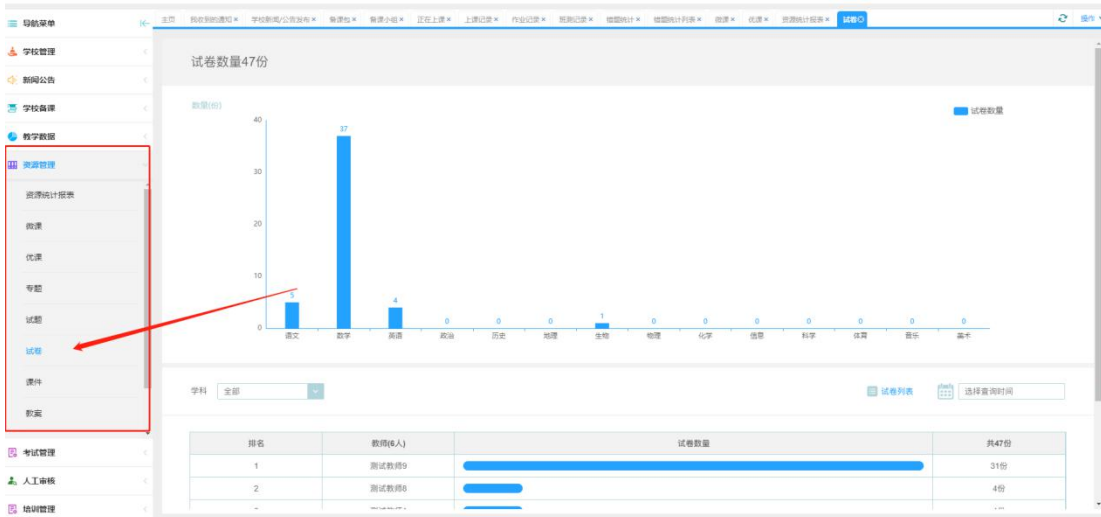 导航菜单
主页 我收到的通知× 学校新闻/公告发布× 备课包× 备课小组× 正在上课× 上课记录× 作业记录× 班测记录× 错题统计× 错题统计列表× 微课× 优课× 资源统计报表× 试卷 操作
学校管理
新闻公告
学校备课
教学数据
资源管理
资源统计报表
微课
优课
专题
试题
试卷
课件
教案
考试管理
人工审核
培训管理
试卷数量47份
数量(份)
试卷数量
40
30
20
10
0
5 37 4 0 0 0 1 0 0 0 0 0 0 0
语文 数学 英语 政治 历史 地理 生物 物理 化学 信息 科学 体育 音乐 美术
学科 全部 试卷列表 选择查询时间
排名 教师(6人) 试卷数量 共47份
1 测试教师9 31份
2 测试教师8 4份